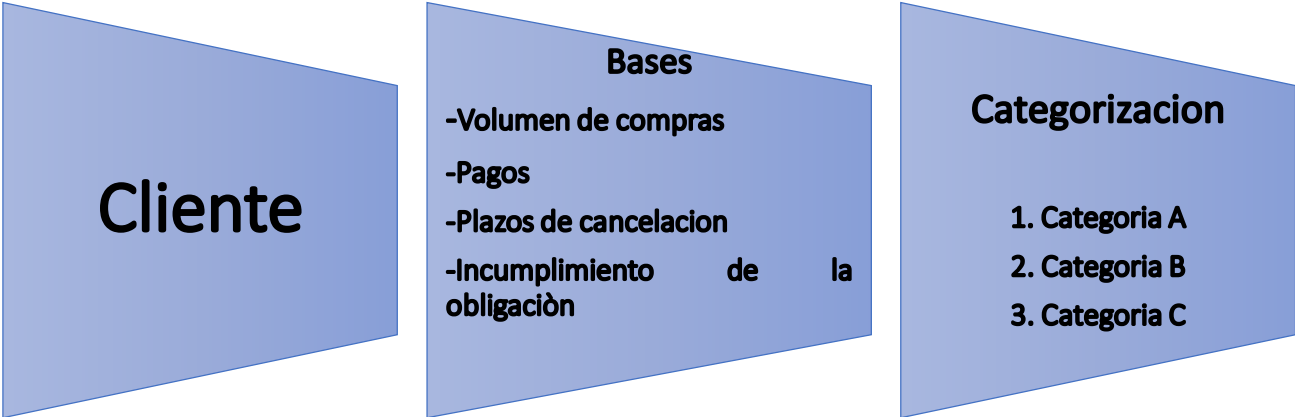 Cliente
Bases
-Volumen de compras
-Pagos
-Plazos de cancelacion
-Incumplimiento de la
obligaciòn
Categorizacion
1. Categoria A
2. Categoria B
3. Categoria C